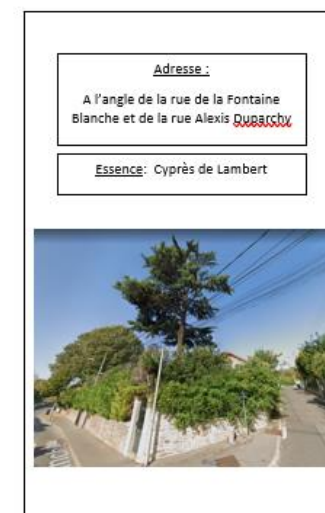 Adresse :
A l'angle de la rue de la Fontaine
Blanche et de la rue Alexis Duparchy
Essence: Cyprès de Lambert